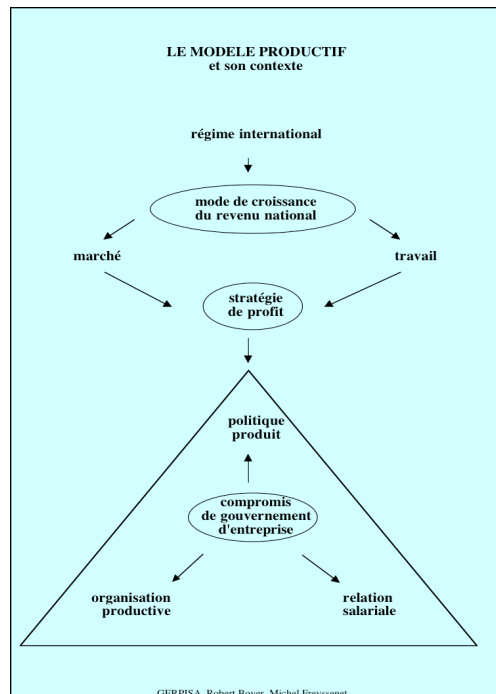 LE MODELE PRODUCTIF
et son contexte
régime international
mode de croissance
du revenu national
marché
travail
stratégie
de profit
politique
produit
compromis
de gouvernement
d'entreprise
organisation
productive
relation
salariale
GERPISA, Robert Boyer, Michel Freyssenet